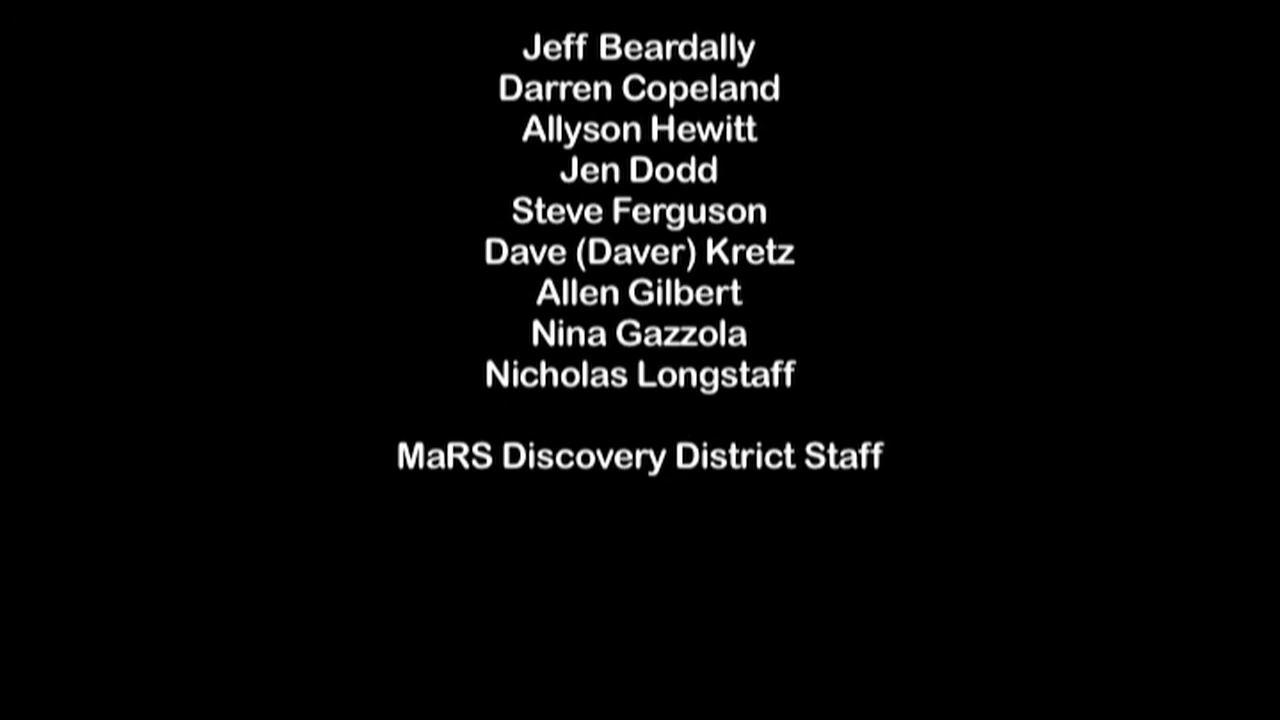 Jeff Beardally
Darren Copeland
Allyson Hewitt
Jen Dodd
Steve Ferguson
Dave (Daver) Kretz
Allen Gilbert
Nina Gazzola
Nicholas Longstaff
MaRS Discovery District Staff